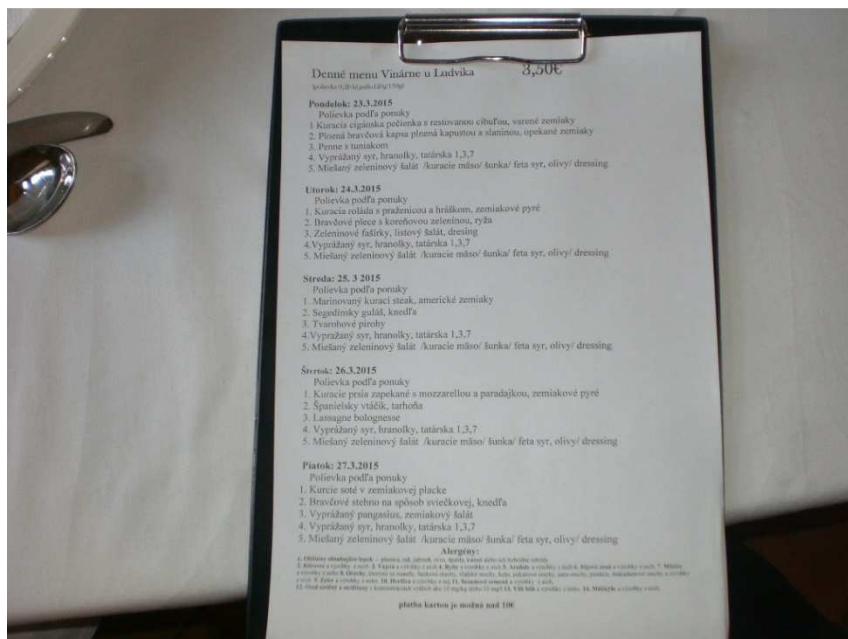 Denné menu Vinárne u Ludvika 3,50€
Pondelok: 23.3.2015
Polievka podľa ponuky
1 Kuracia cigánska pečienka s restovanou cibuľou, varené zemiaky
2. Plnená bravčová kapsa plnená kapustou a slaninou, opekané zemiaky
3. Penne s tuniakom
4. Vyprážaný syr, hranolky, tatárska 1,3,7
5. Miešaný zeleninový šalát /kuracie mäso/ šunka/ feta syr, olivy/ dressing
Utorok: 24.3.2015
Polievka podľa ponuky
1. Kuracia roláda s praženicou a hráškom, zemiakové pyré
2. Bravčové plece s koreňovou zeleninou, ryža
3. Zeleninové fašírky, listový šalát, dresing
4.Vyprážaný syr, hranolky, tatárska 1,3,7
5. Miešaný zeleninový šalát /kuracie mäso/ šunka/ feta syr, olivy/ dressing
Streda: 25. 3 2015
Polievka podľa ponuky
1. Marinovaný kurací steak, americké zemiaky
2. Segedínsky guláš, knedľa
3. Tvarohové pirohy
4.Vyprážaný syr, hranolky, tatárska 1,3,7
5. Miešaný zeleninový šalát /kuracie mäso/ šunka/ feta syr, olivy/ dressing
Štvrtok: 26.3.2015
Polievka podľa ponuky
1. Kuracie prsia zapekané s mozzarellou a paradajkou, zemiakové pyré
2. Španielsky vtáčik, tarhoňa
3. Lassagne bolognesse
4. Vyprážaný syr, hranolky, tatárska 1,3,7
5. Miešaný zeleninový šalát /kuracie mäso/ šunka/ feta syr, olivy/ dressing
Piatok: 27.3.2015
Polievka podľa ponuky
1. Kurcie soté v zemiakovej placke
2. Bravčové stehno na spôsob sviečkovej, knedľa
3. Vyprážaný pangasius, zemiakový šalát
4. Vyprážaný syr, hranolky, tatárska 1,3,7
5. Miešaný zeleninový šalát /kuracie mäso/ šunka/ feta syr, olivy/ dressing
Alergény:
platba kartou je možná nad 10€